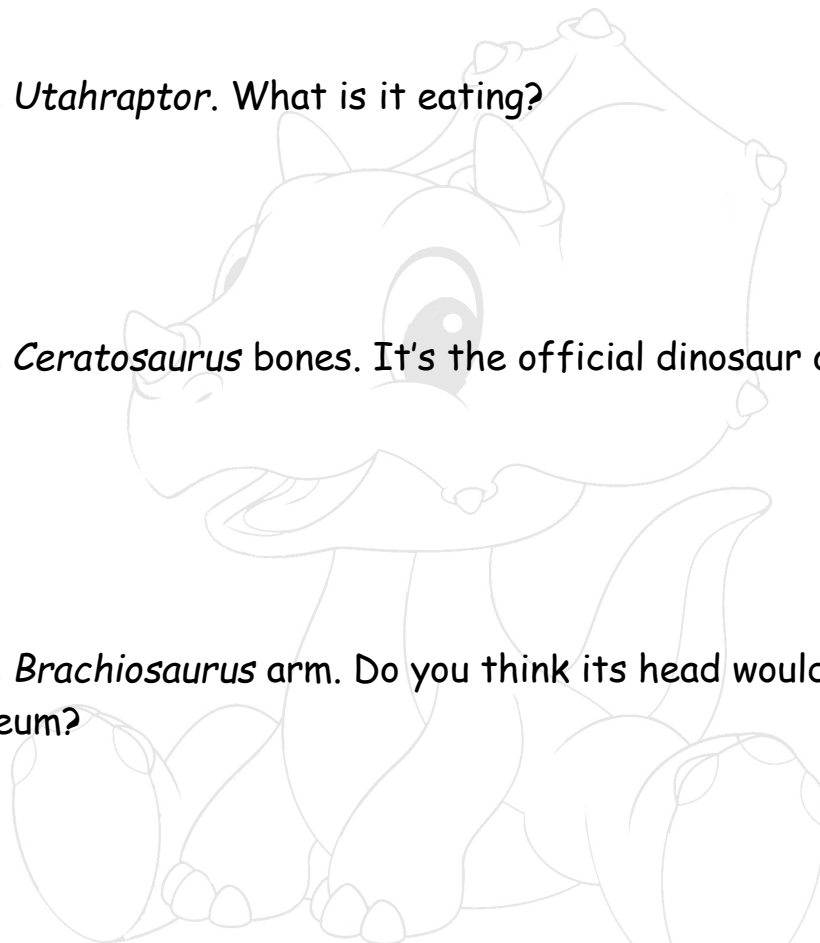 Utahraptor. What is it eating?
Ceratosaurus bones. It's the official dinosaur
Brachiosaurus arm. Do you think its head would
eum?